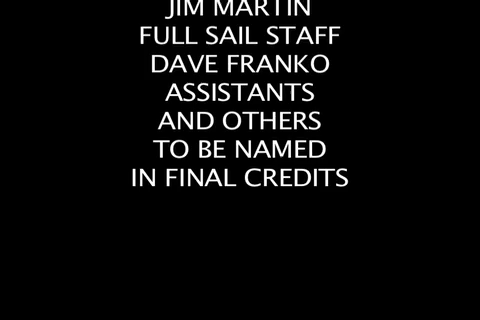 JIM MARTIN
FULL SAIL STAFF
DAVE FRANKO
ASSISTANTS
AND OTHERS
TO BE NAMED
IN FINAL CREDITS